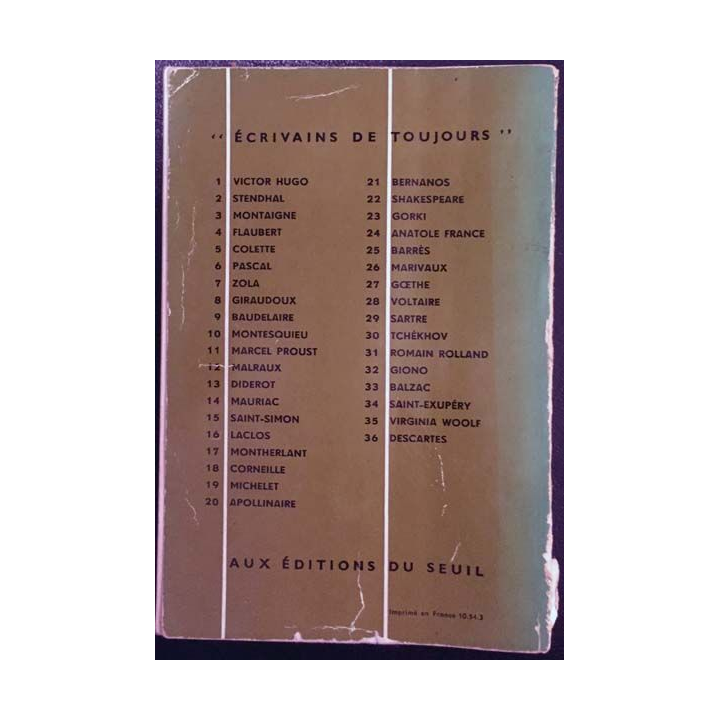 “ ÉCRIVAINS DE TOUJOURS ”
1 VICTOR HUGO
2 STENDHAL
3 MONTAIGNE
4 FLAUBERT
5 COLETTE
6 PASCAL
7 ZOLA
8 GIRAUDOUX
9 BAUDELAIRE
10 MONTESQUIEU
11 MARCEL PROUST
12 MALRAUX
13 DIDEROT
14 MAURIAC
15 SAINT-SIMON
16 LACLOS
17 MONTHERLANT
18 CORNEILLE
19 MICHELET
20 APOLLINAIRE
21 BERNANOS
22 SHAKESPEARE
23 GORKI
24 ANATOLE FRANCE
25 BARRÈS
26 MARIVAUX
27 GŒTHE
28 VOLTAIRE
29 SARTRE
30 TCHÉKHOV
31 ROMAIN ROLLAND
32 GIONO
33 BALZAC
34 SAINT-EXUPÉRY
35 VIRGINIA WOOLF
36 DESCARTES
AUX ÉDITIONS DU SEUIL
Imprimé en France 10.54.3